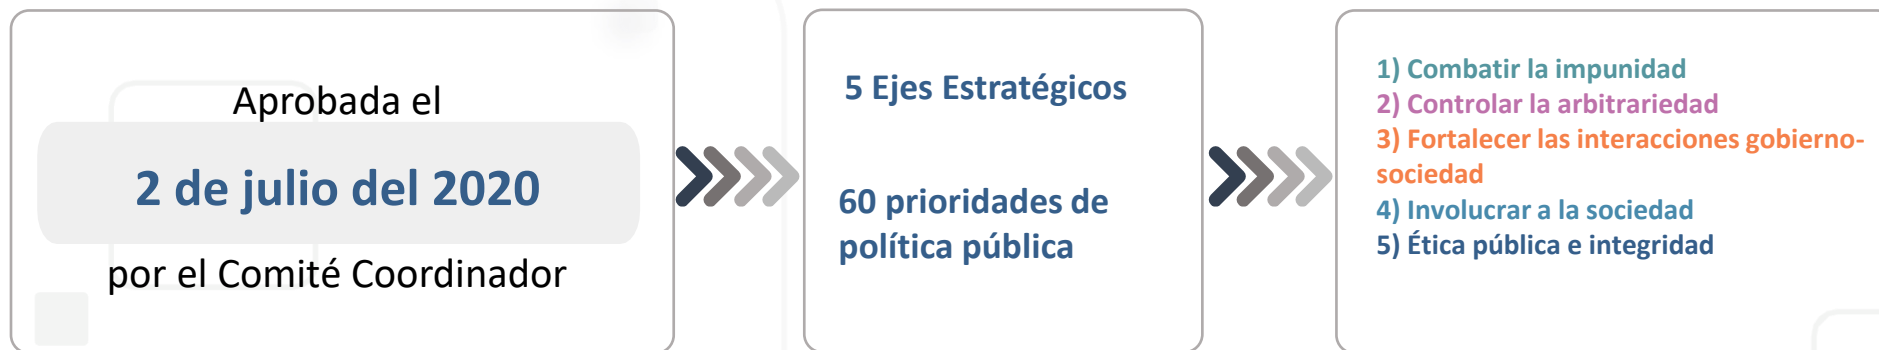 Aprobada el
2 de julio del 2020
por el Comité Coordinador
5 Ejes Estratégicos
60 prioridades de
política pública
1) Combatir la impunidad
2) Controlar la arbitrariedad
3) Fortalecer las interacciones gobierno-
sociedad
4) Involucrar a la sociedad
5) Ética pública e integridad